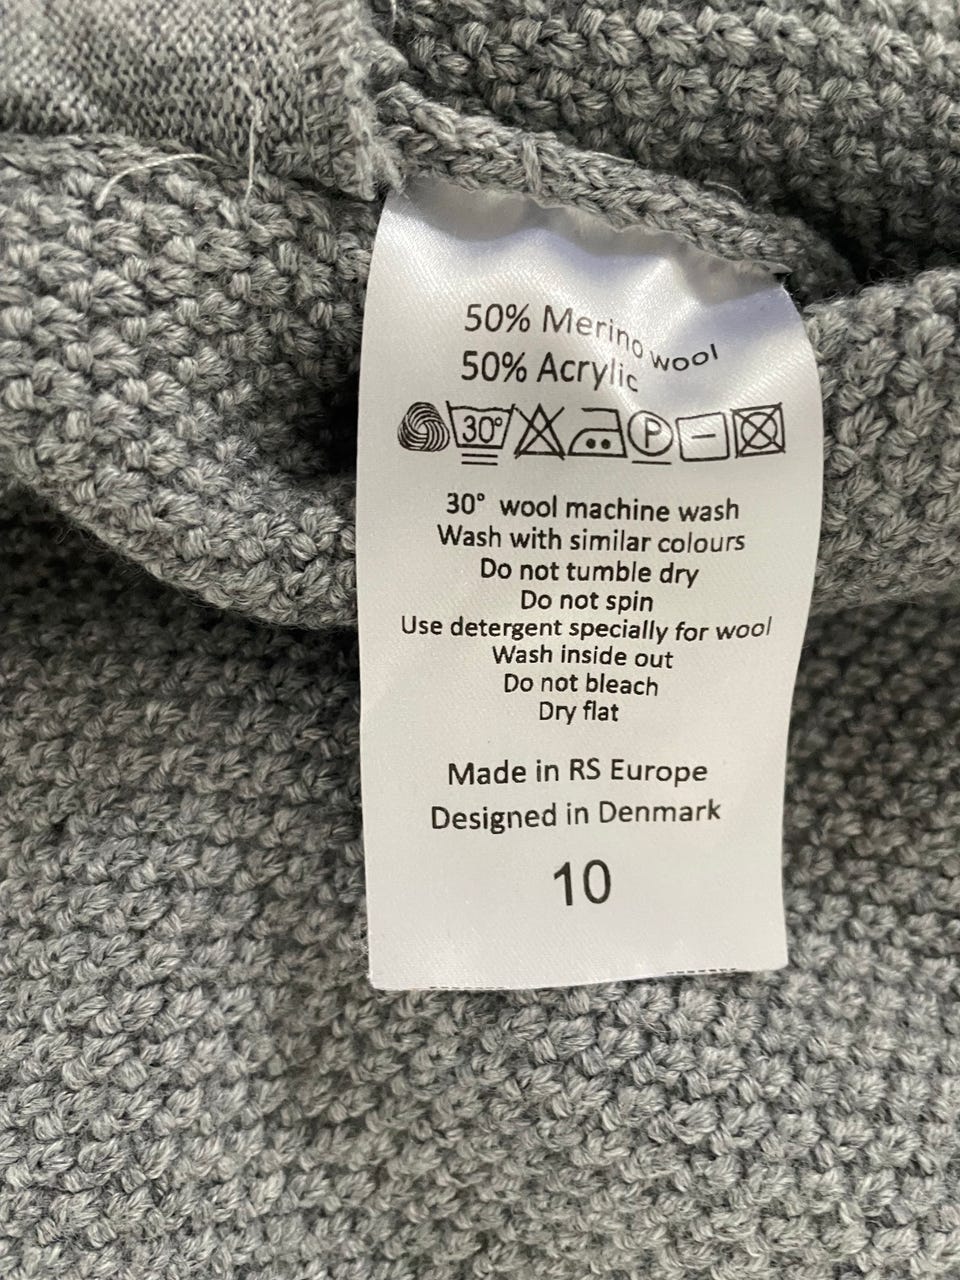 50% Merino wool
50% Acrylic
30° P
30° wool machine wash
Wash with similar colours
Do not tumble dry
Do not spin
Use detergent specially for wool
Wash inside out
Do not bleach
Dry flat
Made in RS Europe
Designed in Denmark
10